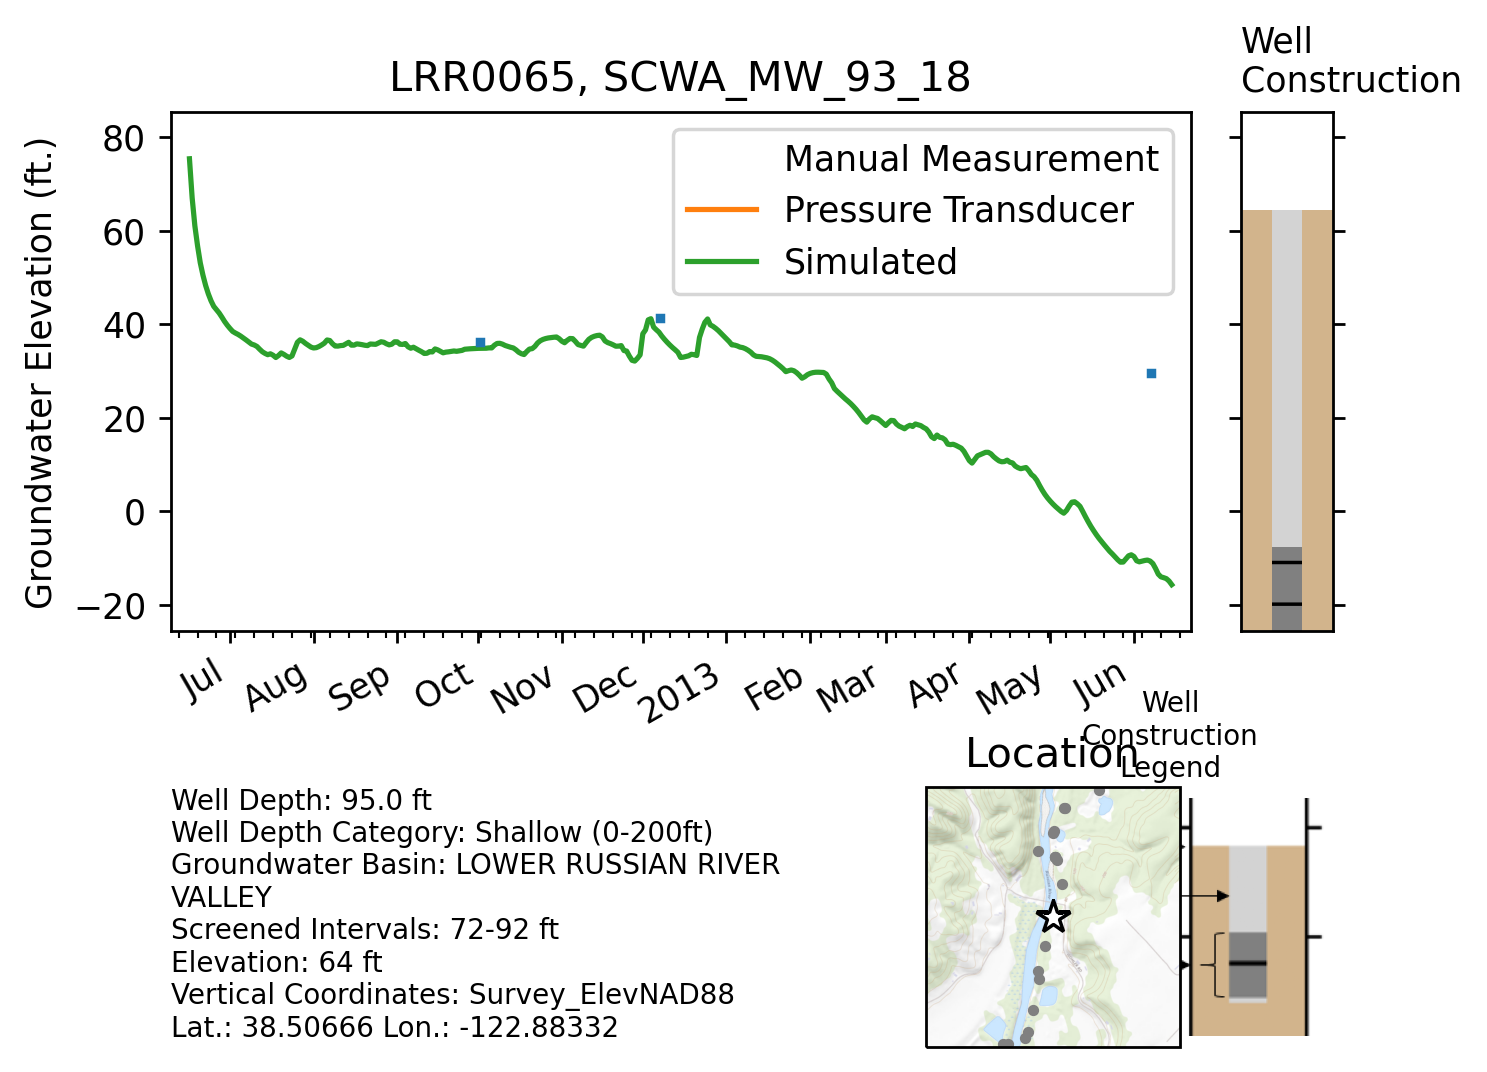 Well
Construction
LRR0065, SCWA_MW_93_18
Groundwater Elevation (ft.)
80
60
40
20
0
−20
Manual Measurement
Pressure Transducer
Simulated
Jul
Aug
Sep
Oct
Nov
Dec
2013
Feb
Mar
Apr
May
Jun
Well
Construction
Legend
Location
Well Depth: 95.0 ft
Well Depth Category: Shallow (0-200ft)
Groundwater Basin: LOWER RUSSIAN RIVER
VALLEY
Screened Intervals: 72-92 ft
Elevation: 64 ft
Vertical Coordinates: Survey_ElevNAD88
Lat.: 38.50666 Lon.: -122.88332